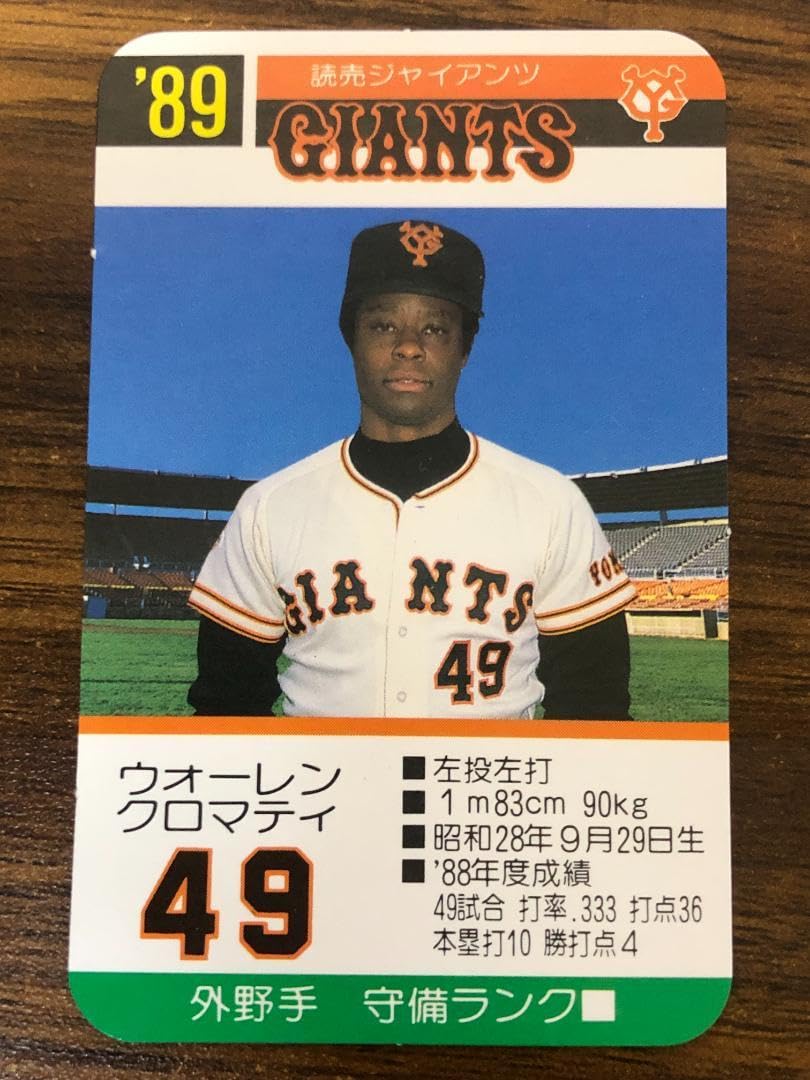 '89
読売ジャイアンツ
GIANTS
YG
YG
GIANTS
49
ウォーレン
クロマティ
49
■左投左打
■1m83cm 90kg
■昭和28年9月29日生
■'88年度成績
49試合 打率.333 打点36
本塁打10 勝打点4
外野手 守備ランク□